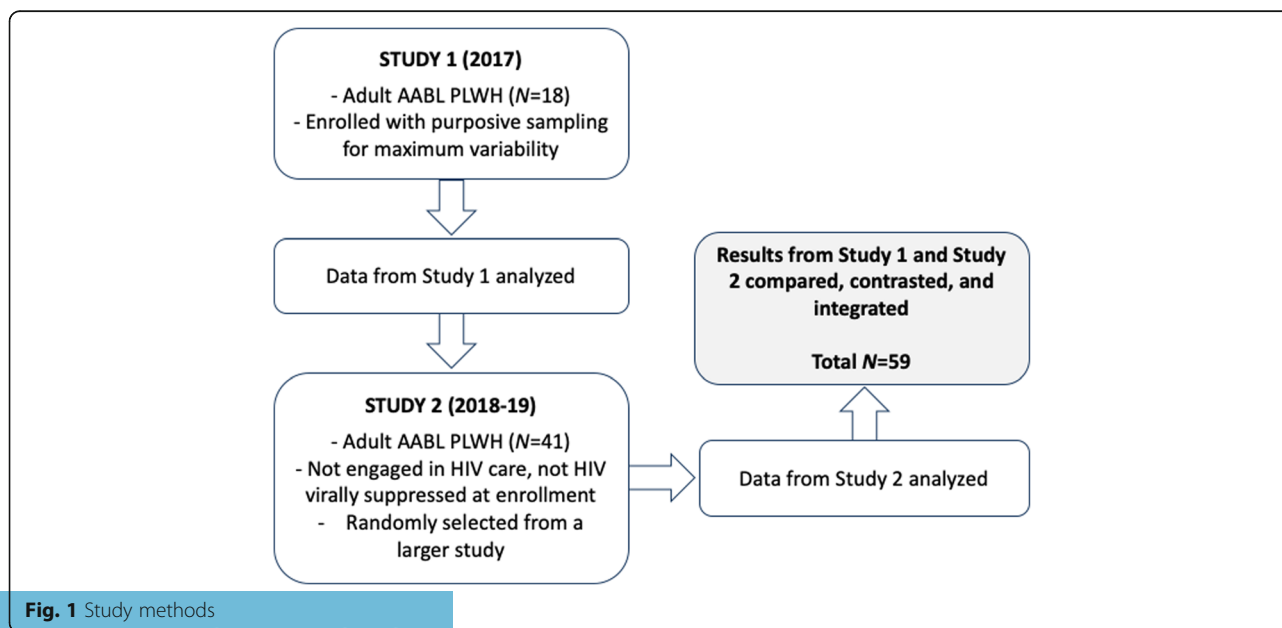 STUDY 1 (2017)
- Adult AABL PLWH (N=18)
- Enrolled with purposive sampling
for maximum variability
Data from Study 1 analyzed
STUDY 2 (2018-19)
- Adult AABL PLWH (N=41)
- Not engaged in HIV care, not HIV
virally suppressed at enrollment
- Randomly selected from a
larger study
Data from Study 2 analyzed
Results from Study 1 and Study
2 compared, contrasted, and
integrated
Total N=59
Fig. 1 Study methods